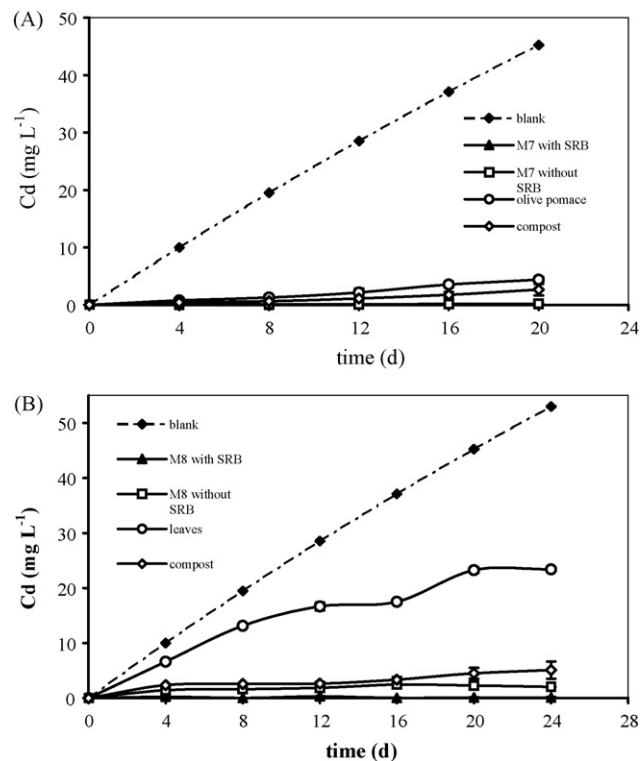 (A)
50
40
30
20
10
0
Cd (mg L⁻¹)
blank
M7 with SRB
M7 without
SRB
olive pomace
compost
0 4 8 12 16 20 24
time (d)
(B)
50
40
30
20
10
0
Cd (mg L⁻¹)
blank
M8 with SRB
M8 without
SRB
leaves
compost
0 4 8 12 16 20 24 28
time (d)